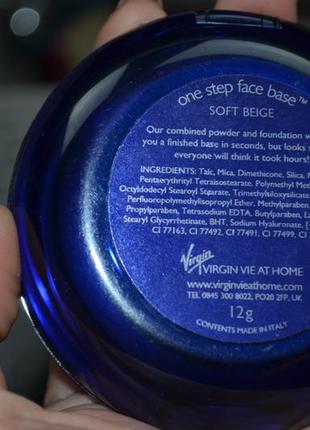 one step face base™
SOFT BEIGE
Our combined powder and foundation w
you a finished base in seconds, but looks s
everyone will think it took hours!
INGREDIENTS: Talc, Mica, Dimethicone, Silica, 
Pentaerythrityl Tetraisostearate, Polymethyl Met
Octyldodecyl Stearoyl Stearate, Trimethylsiloxysilicat
Perfluoropolymethylisopropyl Ether, Methylparaben,
Propylparaben, Tetrasodium EDTA, Butylparaben, La
Stearyl Glycyrrhetinate, BHT, Sodium Hyaluronate, [
CI 77163, CI 77492, CI 77491, CI 77499, CI
Virgin VIRGIN VIE AT HOME
www.virginvieathome.com
TEL: 0845 300 8022, PO20 2FP, UK
12g
CONTENTS MADE IN ITALY